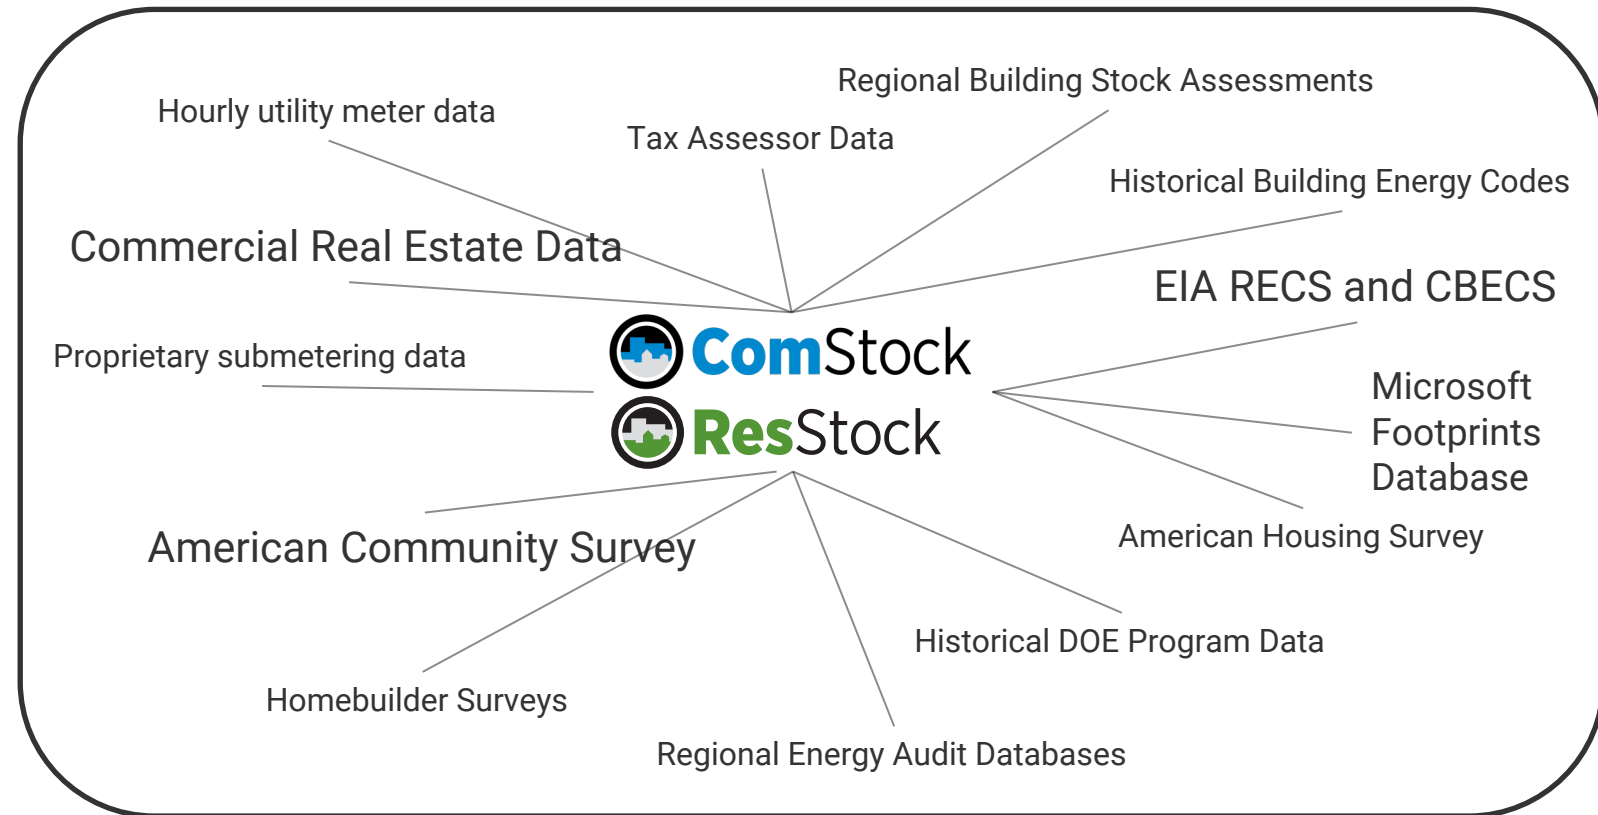 Regional Building Stock Assessments
Hourly utility meter data
Tax Assessor Data
Historical Building Energy Codes
Commercial Real Estate Data
EIA RECS and CBECS
ComStock
Proprietary submetering data
Microsoft
Footprints
Database
ResStock
American Housing Survey
American Community Survey
Historical DOE Program Data
Homebuilder Surveys
Regional Energy Audit Databases